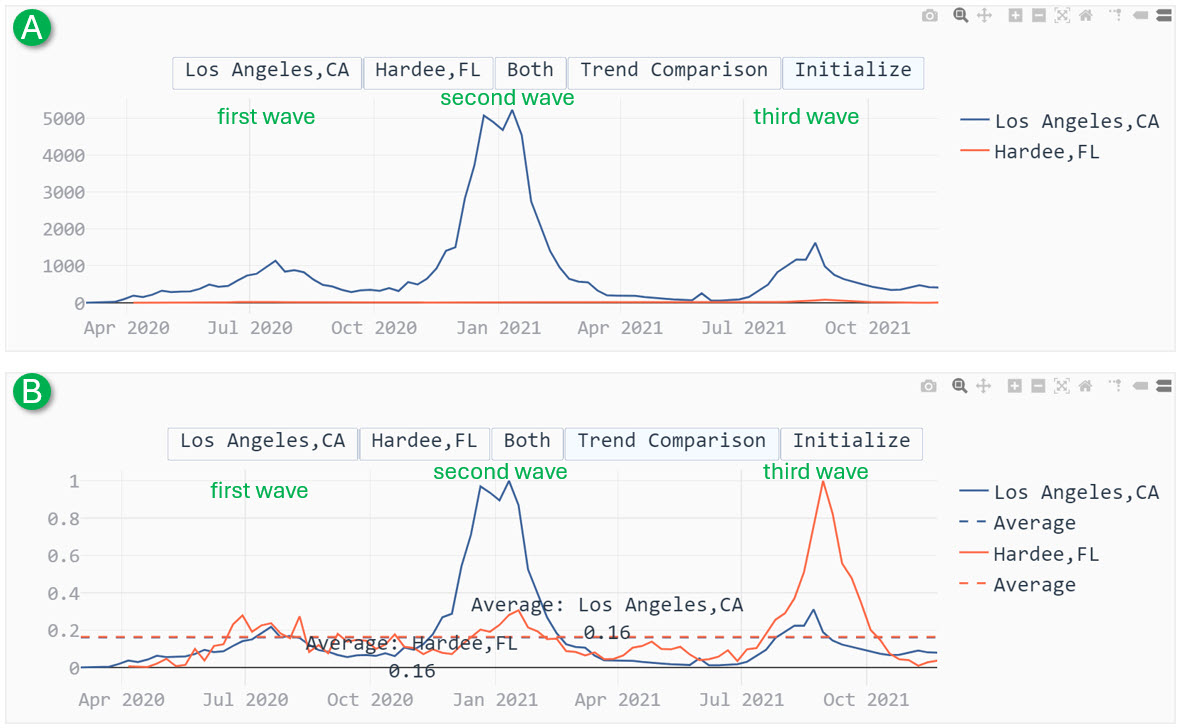 A
Los Angeles,CA Hardee,FL Both Trend Comparison Initialize
second wave
first wave third wave
5000
4000
3000
2000
1000
0
Los Angeles,CA
Hardee,FL
Apr 2020 Jul 2020 Oct 2020 Jan 2021 Apr 2021 Jul 2021 Oct 2021
B
Los Angeles,CA Hardee,FL Both Trend Comparison Initialize
second wave third wave
first wave
1
0.8
0.6
0.4
0.2
0
Los Angeles,CA
Average
Hardee,FL
Average
Average: Los Angeles,CA
0.16
Average: Hardee,FL
0.16
Apr 2020 Jul 2020 Oct 2020 Jan 2021 Apr 2021 Jul 2021 Oct 2021